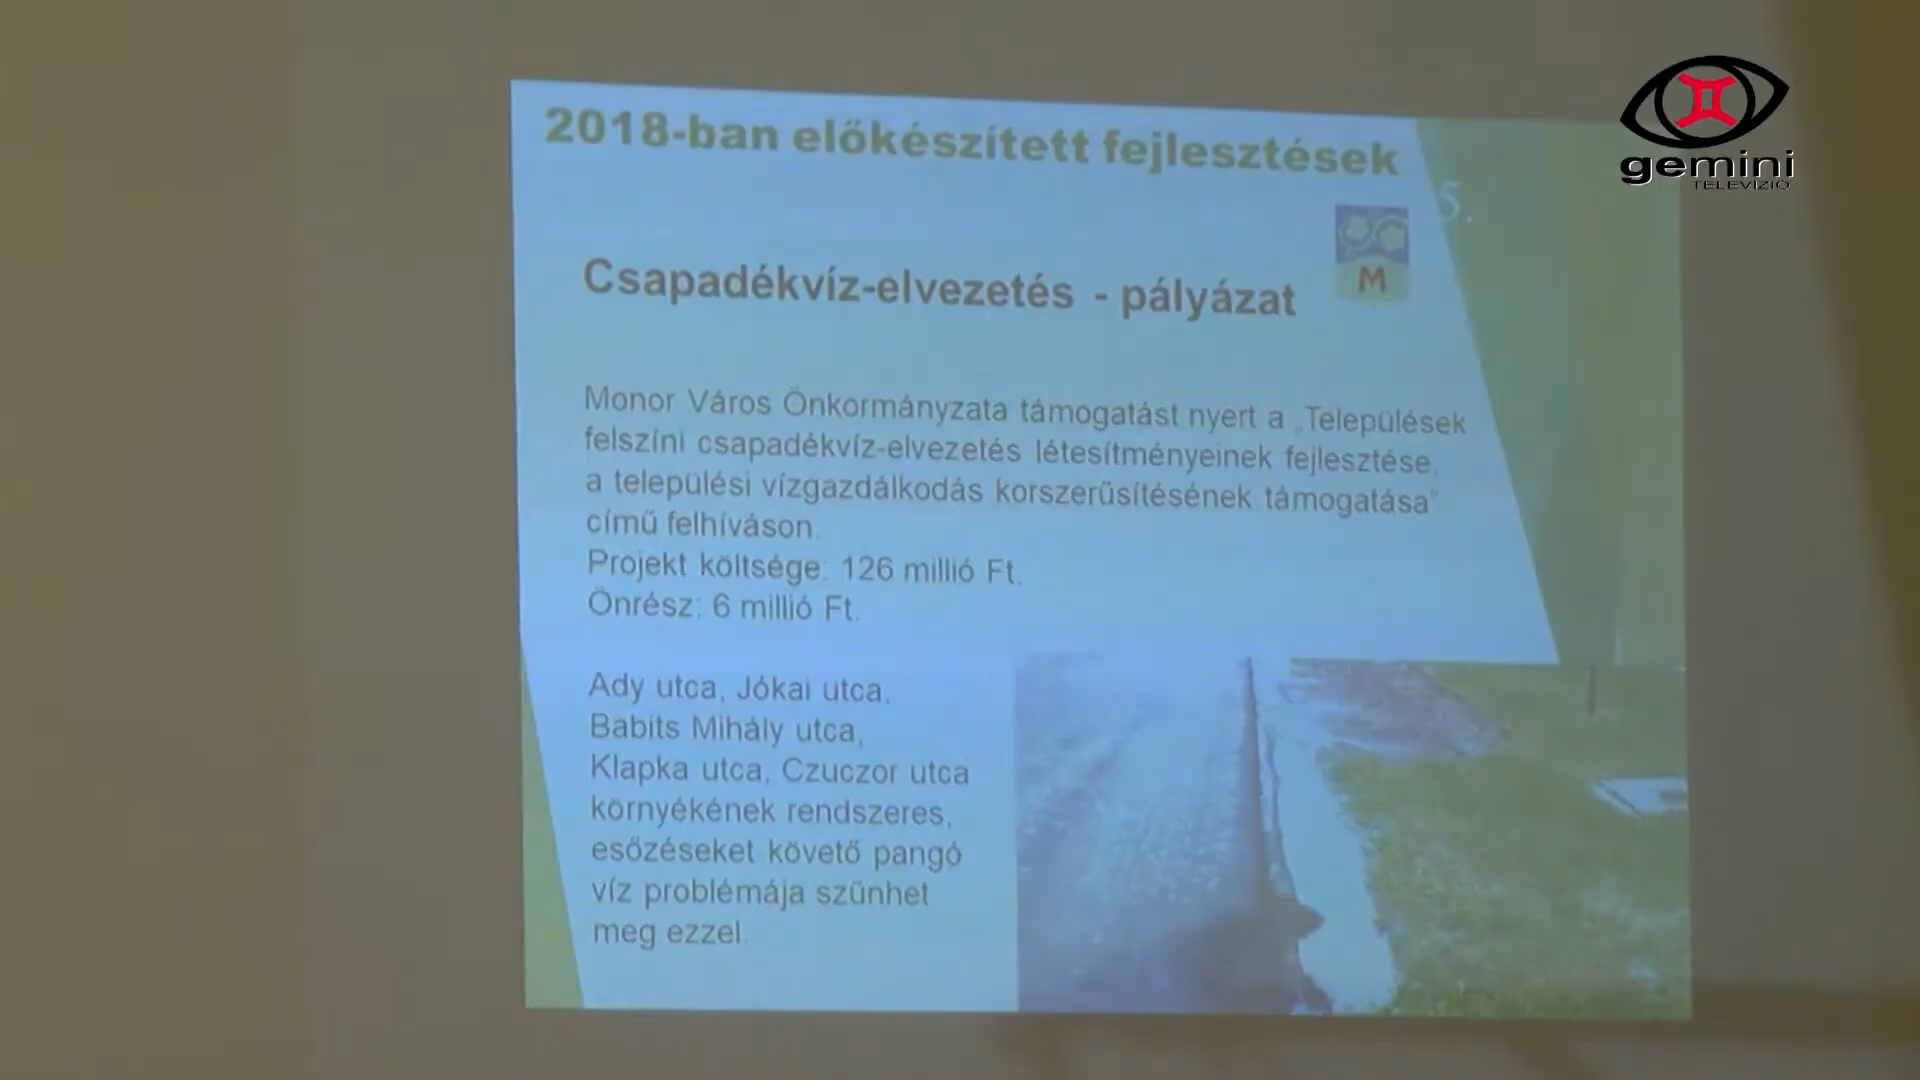 2018-ban előkészített fejlesztések
5.
gemini
TELEVÍZIÓ
M
Csapadékvíz-elvezetés - pályázat
Monor Város Önkormányzata támogatást nyert a „Települések
felszíni csapadékvíz-elvezetés létesítményeinek fejlesztése,
a települési vízgazdálkodás korszerűsítésének támogatása”
című felhíváson.
Projekt költsége: 126 millió Ft.
Önrész: 6 millió Ft.
Ady utca, Jókai utca,
Babits Mihály utca,
Klapka utca, Czuczor utca
környékének rendszeres,
esőzéseket követő pangó
víz problémája szűnhet
meg ezzel.